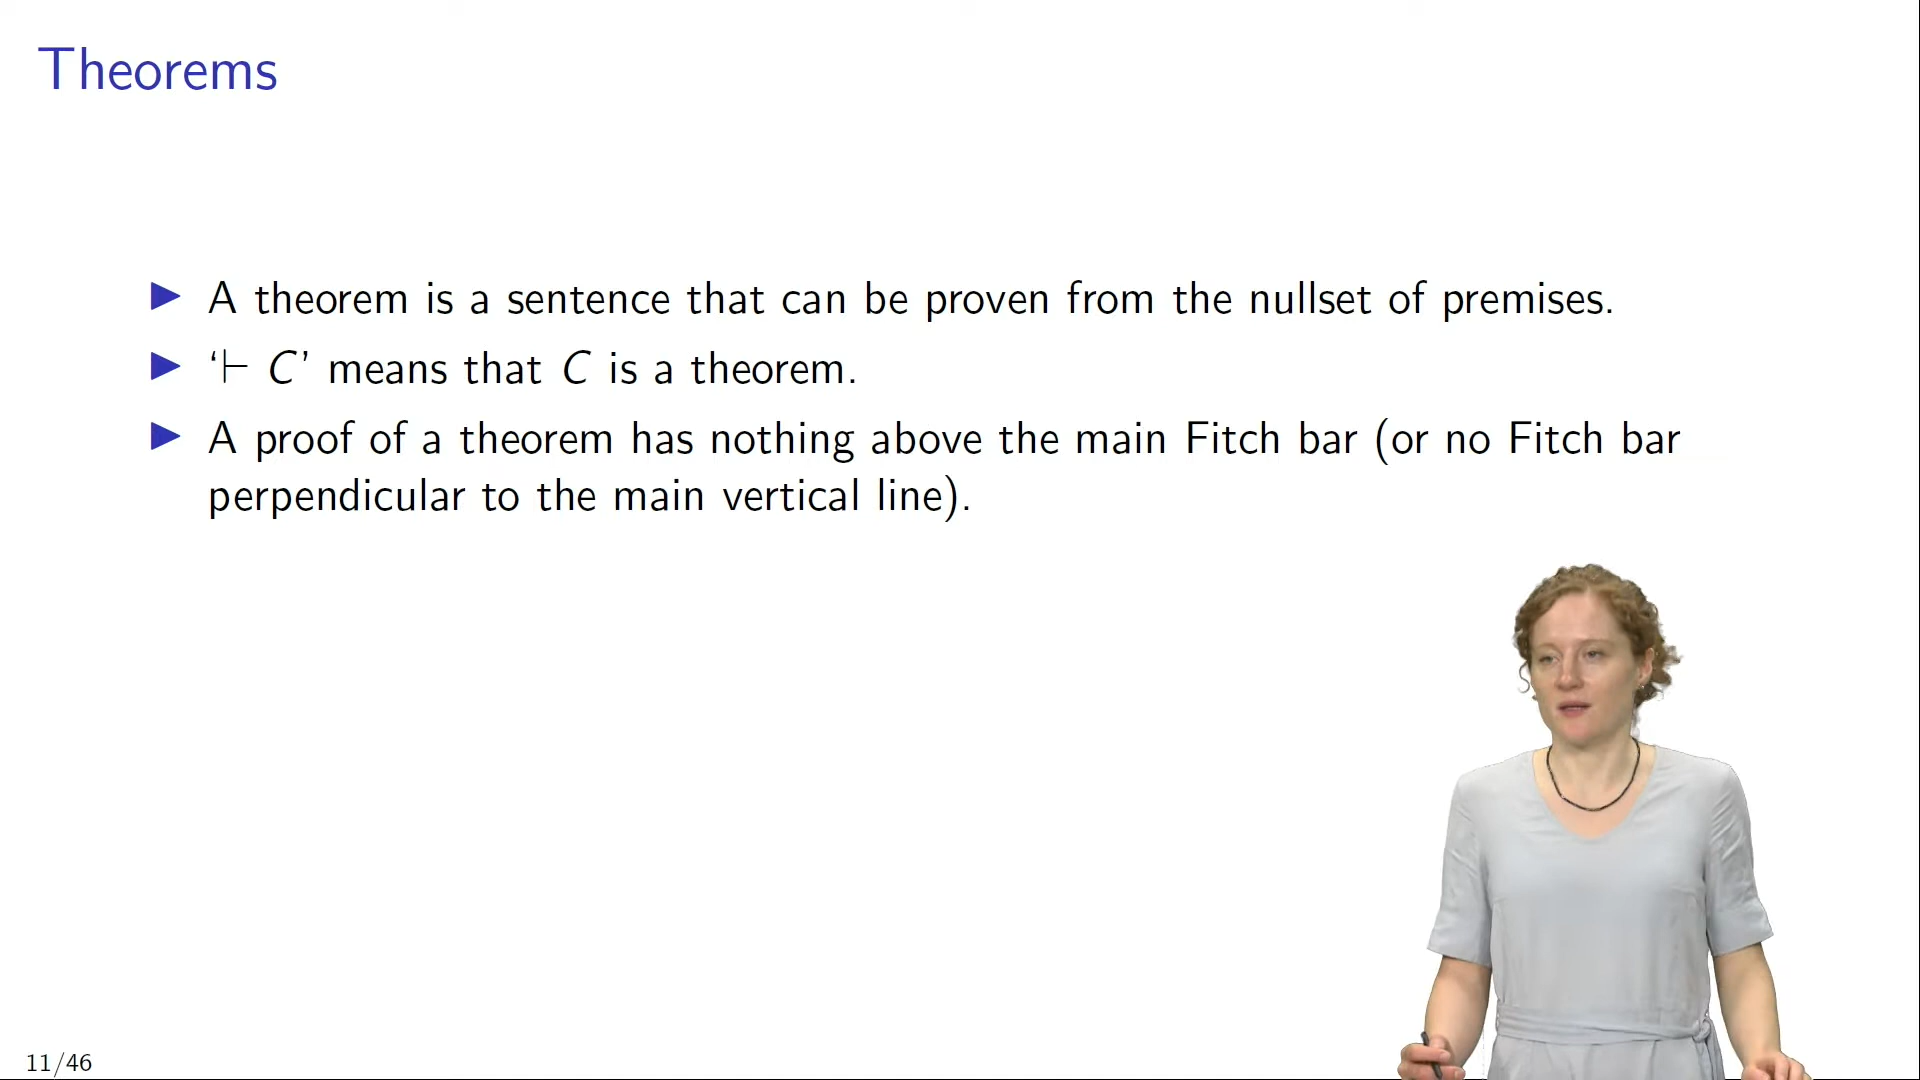 Theorems
▶ A theorem is a sentence that can be proven from the nullset of premises.
▶ ‘⊢ C’ means that C is a theorem.
▶ A proof of a theorem has nothing above the main Fitch bar (or no Fitch bar
perpendicular to the main vertical line).
11/46